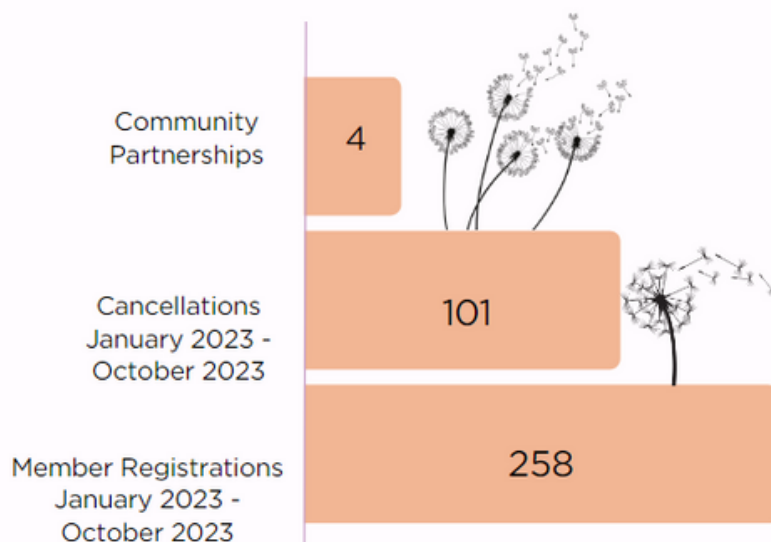 Community
Partnerships
4
Cancellations
January 2023 -
October 2023
101
Member Registrations
January 2023 -
October 2023
258